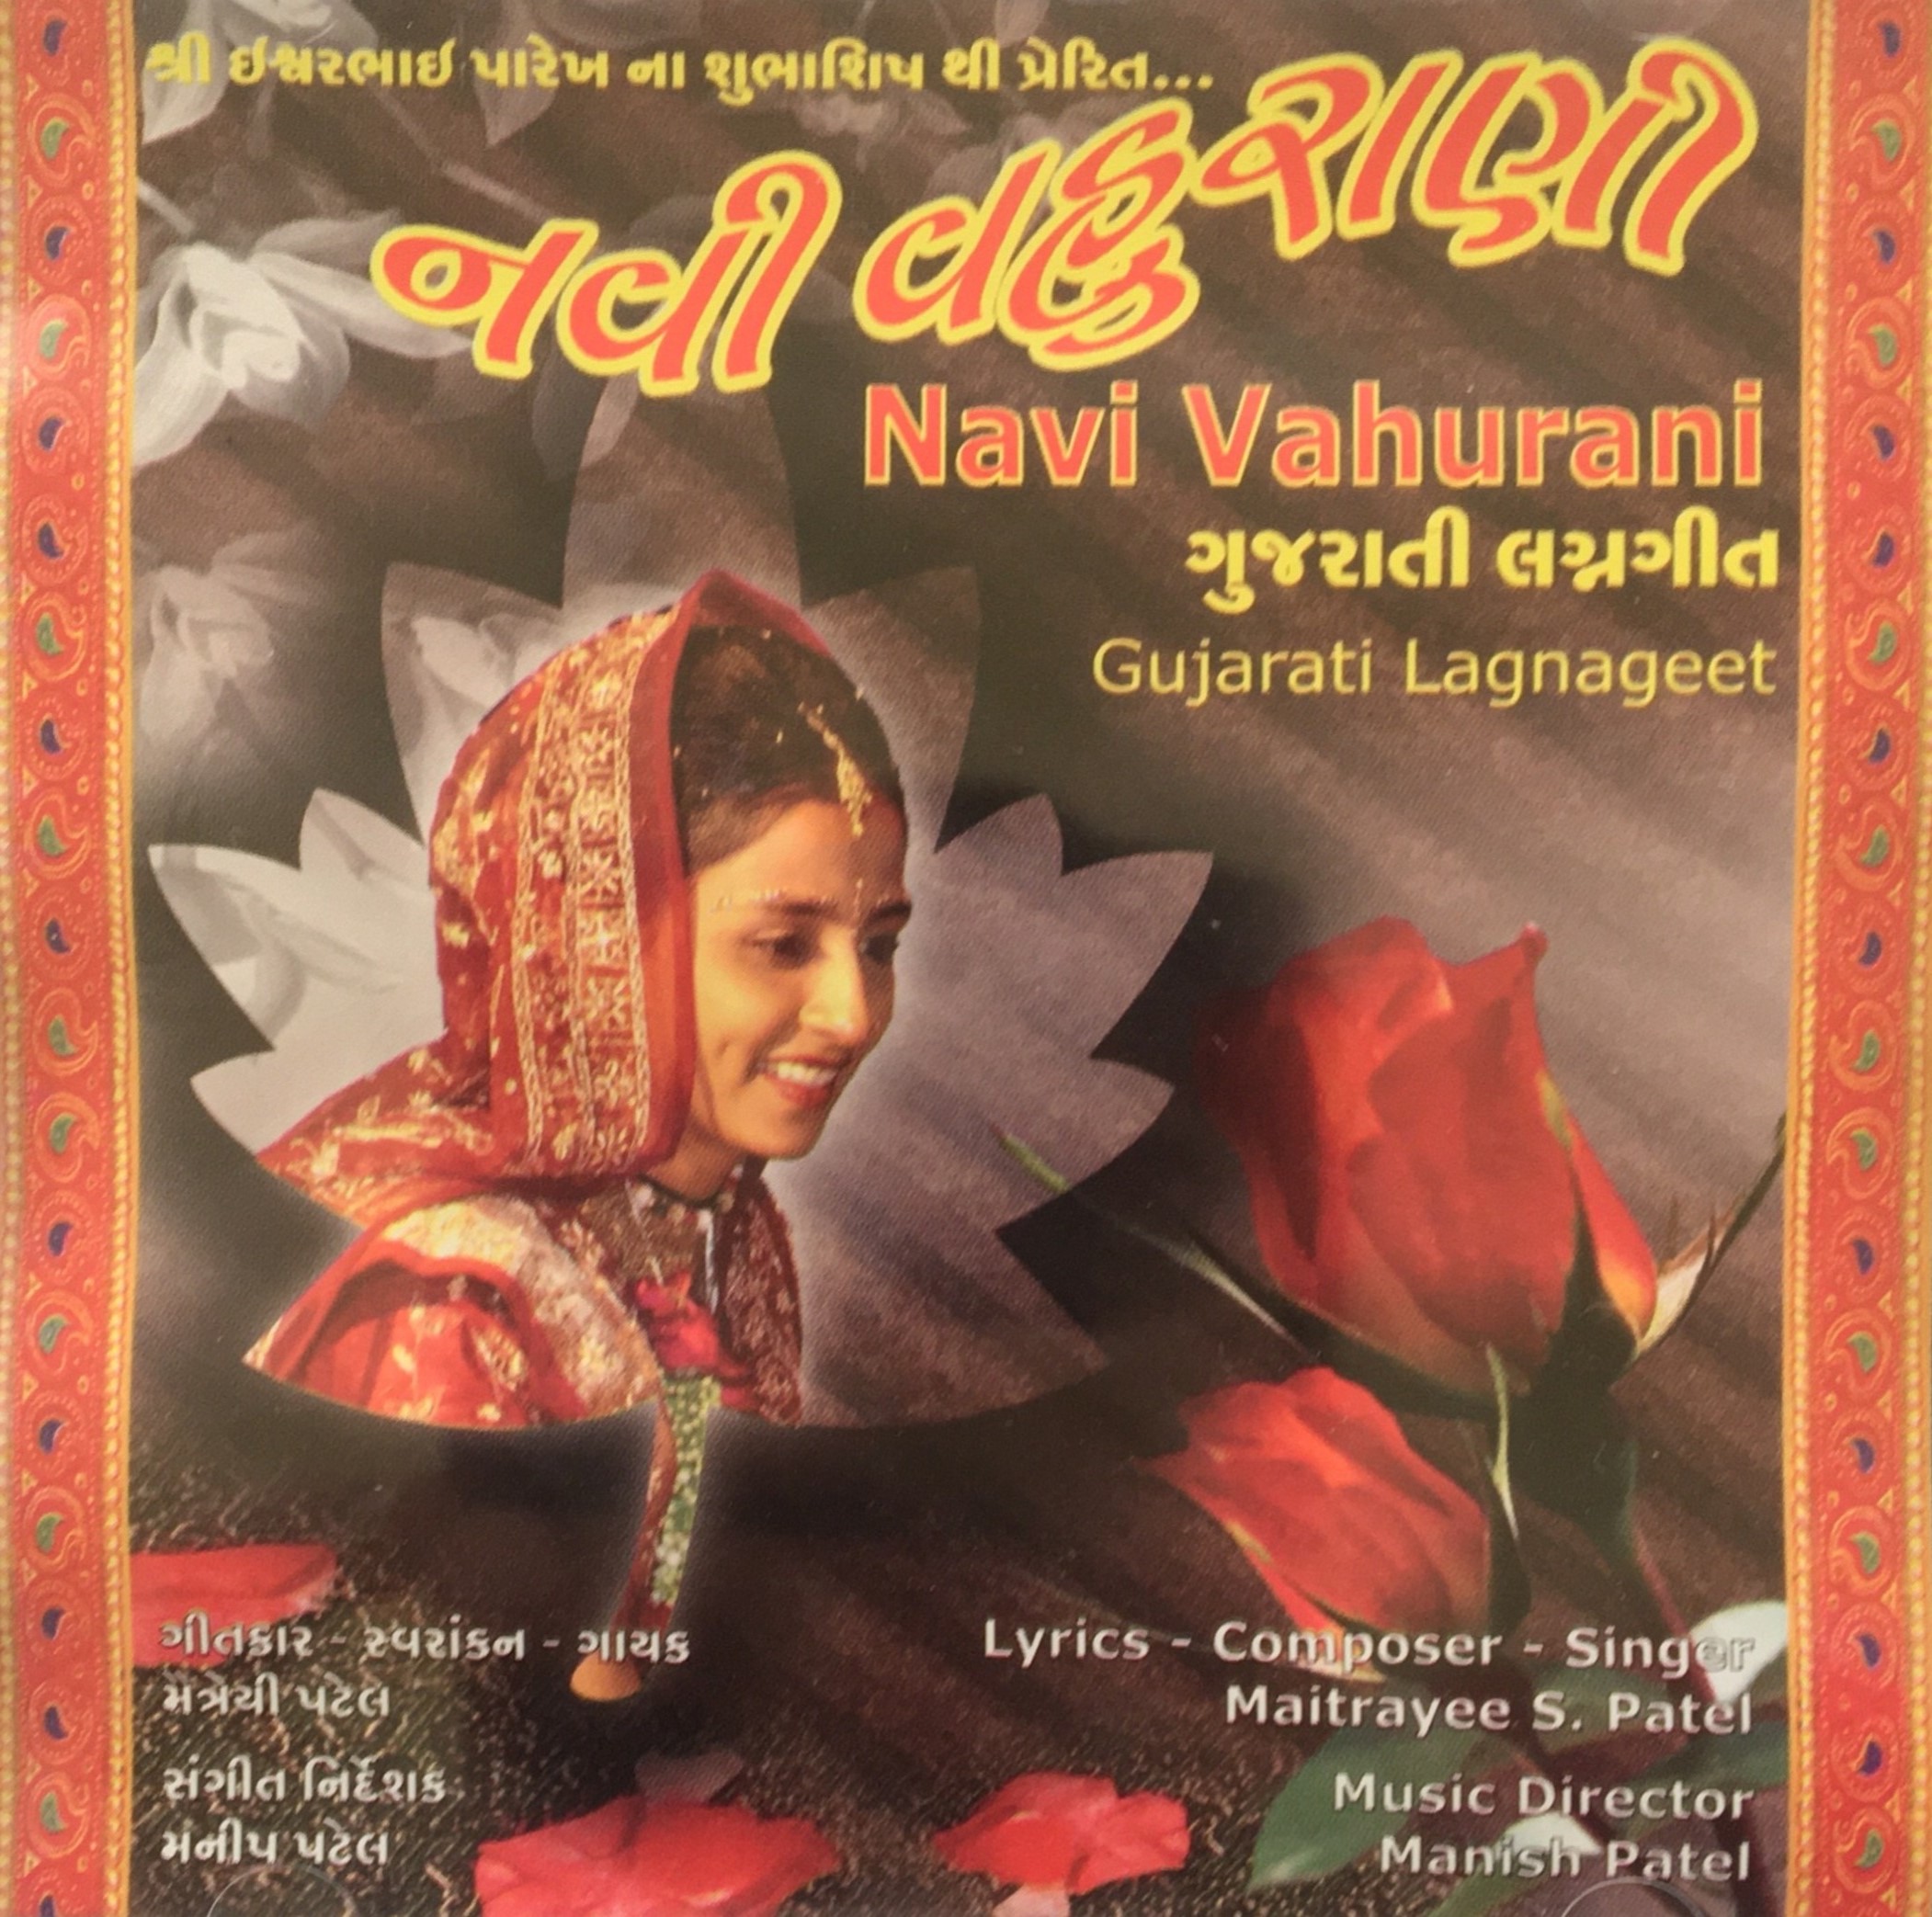 શ્રી ઈશ્વરભાઈ પારેખ ના શુભાશિષ થી પ્રેરિત...
નવી વહુરાણી
Navi Vahurani
ગુજરાતી લગ્નગીત
Gujarati Lagnageet
ગીતકાર - સ્વરાંકન - ગાયક
મૈત્રેયી પટેલ
સંગીત નિર્દેશક
મનીષ પટેલ
Lyrics - Composer - Singer
Maitrayee S. Patel
Music Director
Manish Patel